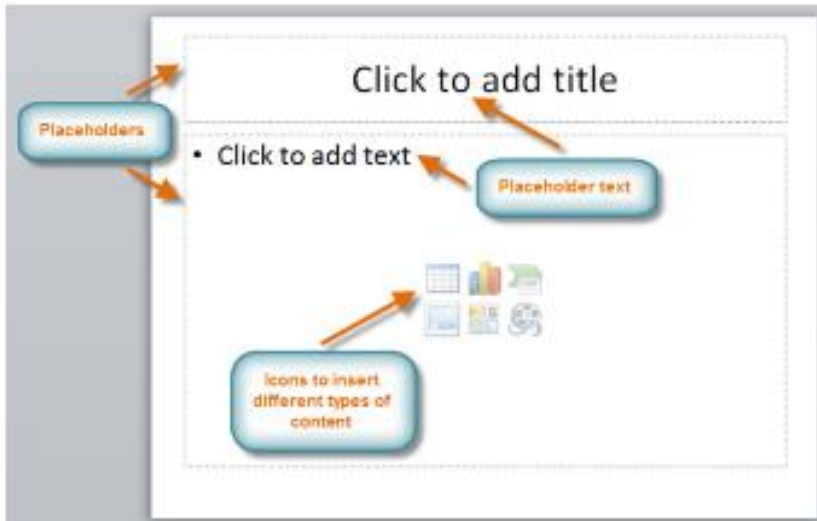 Click to add title
Placeholders
• Click to add text
Placeholder text
Icons to insert
different types of
content